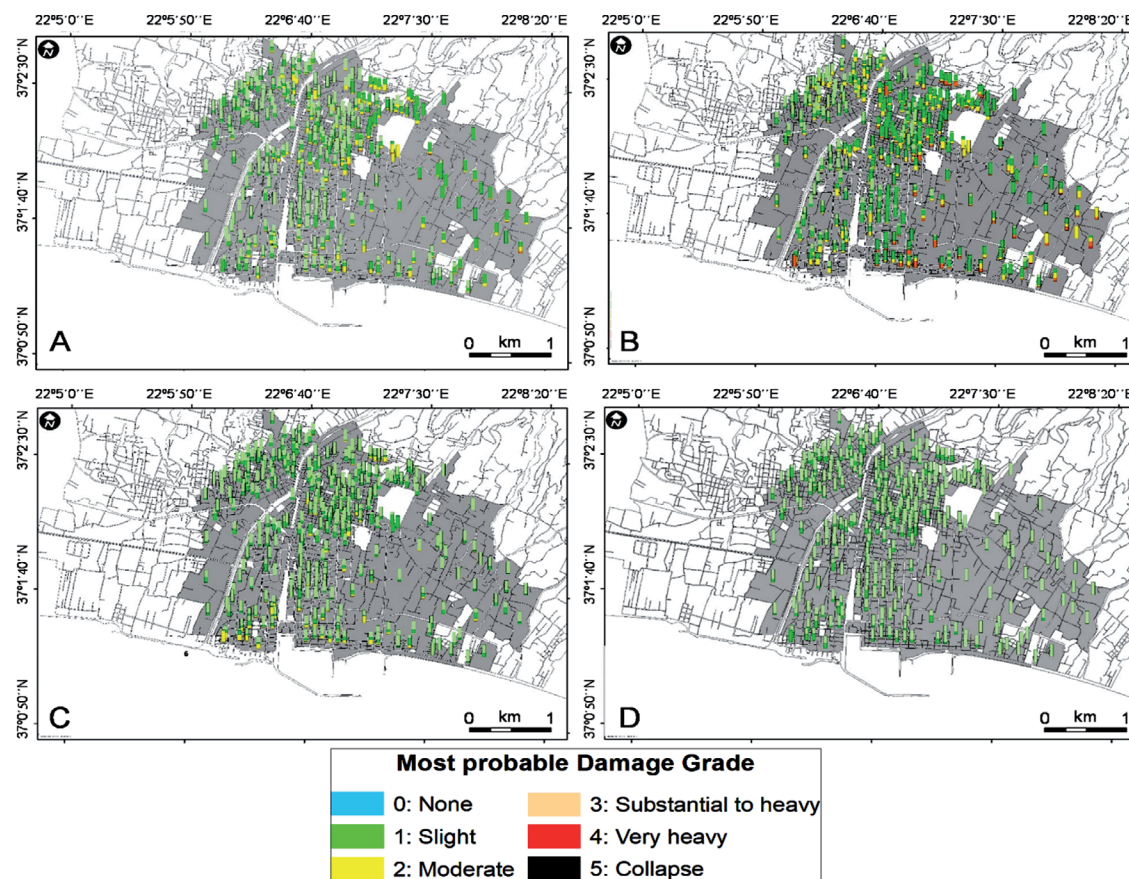 22°5´0´´E 22°5´50´´E 22°6´40´´E 22°7´30´´E 22°8´20´´E
22°5´0´´E 22°5´50´´E 22°6´40´´E 22°7´30´´E 22°8´20´´E
N
N
37°2´30´´N
37°2´30´´N
37°1´40´´N
37°1´40´´N
37°0´50´´N
37°0´50´´N
A
0 km 1
B
0 km 1
22°5´0´´E 22°5´50´´E 22°6´40´´E 22°7´30´´E 22°8´20´´E
22°5´0´´E 22°5´50´´E 22°6´40´´E 22°7´30´´E 22°8´20´´E
N
N
37°2´30´´N
37°2´30´´N
37°1´40´´N
37°1´40´´N
37°0´50´´N
37°0´50´´N
C
0 km 1
D
0 km 1
Most probable Damage Grade
0: None
3: Substantial to heavy
1: Slight
4: Very heavy
2: Moderate
5: Collapse